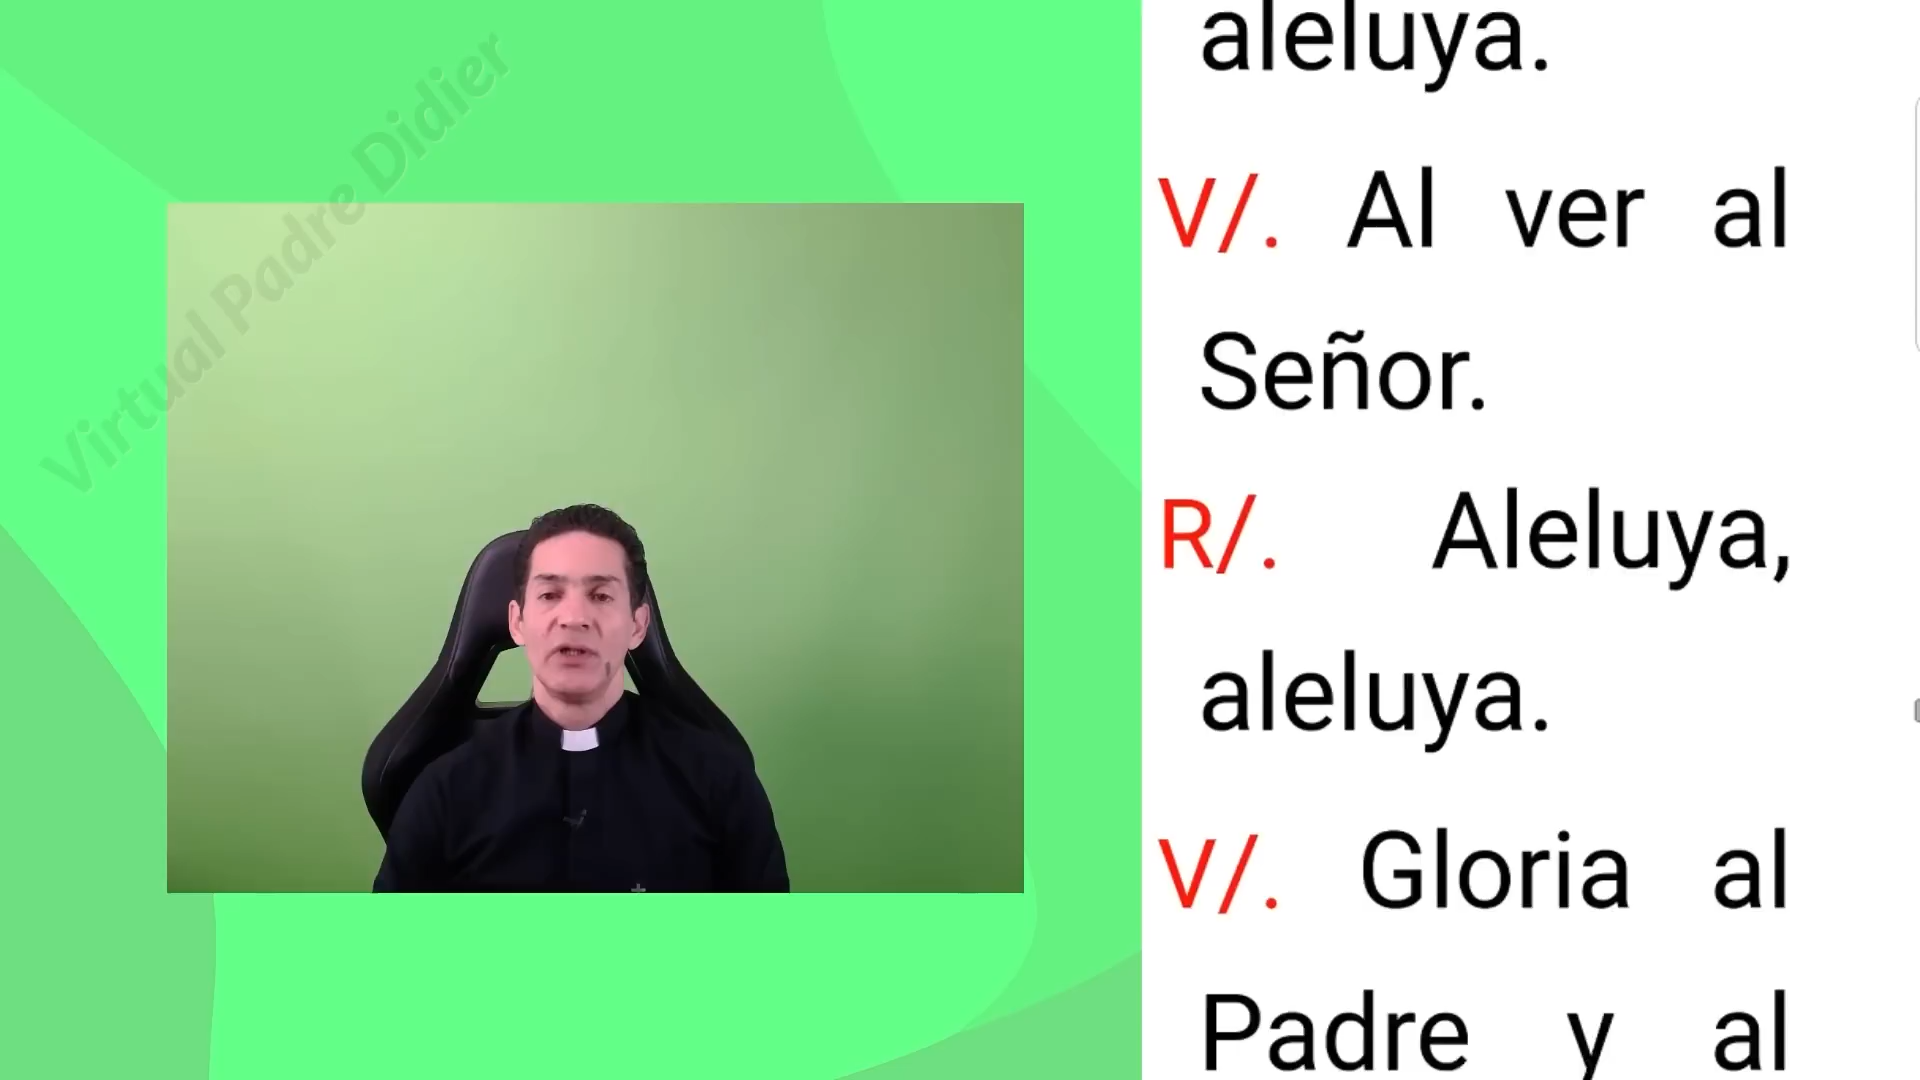 Virtual Padre Didier
aleluya.
V/. Al ver al
Señor.
R/. Aleluya,
aleluya.
V/. Gloria al
Padre y al